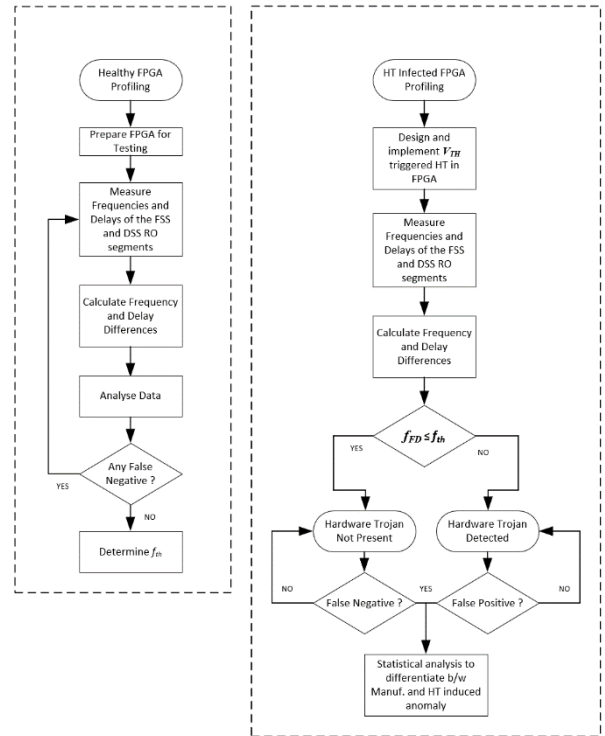 Healthy FPGA
Profiling
Prepare FPGA for
Testing
Measure
Frequencies and
Delays of the FSS
and DSS RO
segments
Calculate Frequency
and Delay
Differences
Analyse Data
Any False
Negative ?
YES
NO
Determine fth
HT Infected FPGA
Profiling
Design and
implement VTH
triggered HT in
FPGA
Measure
Frequencies and
Delays of the FSS
and DSS RO
segments
Calculate Frequency
and Delay
Differences
fFD ≤ fth
YES
NO
Hardware Trojan
Not Present
Hardware Trojan
Detected
NO
False Negative ?
YES
False Positive ?
NO
Statistical analysis to
differentiate b/w
Manuf. and HT induced
anomaly